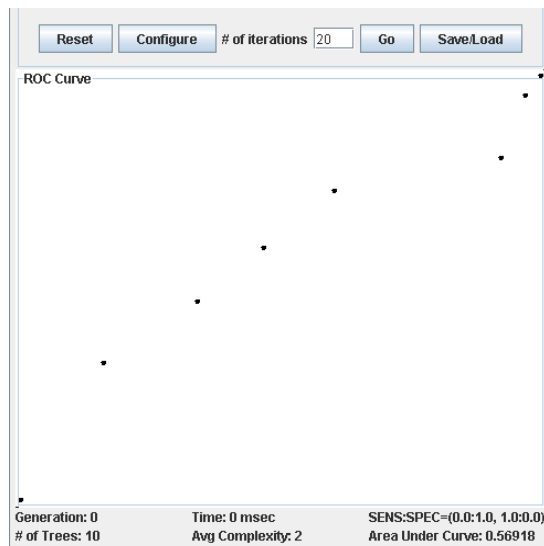 Reset Configure # of iterations 20 Go Save/Load
ROC Curve
Generation: 0 Time: 0 msec SENS:SPEC=(0.0:1.0, 1.0:0.0)
# of Trees: 10 Avg Complexity: 2 Area Under Curve: 0.56918